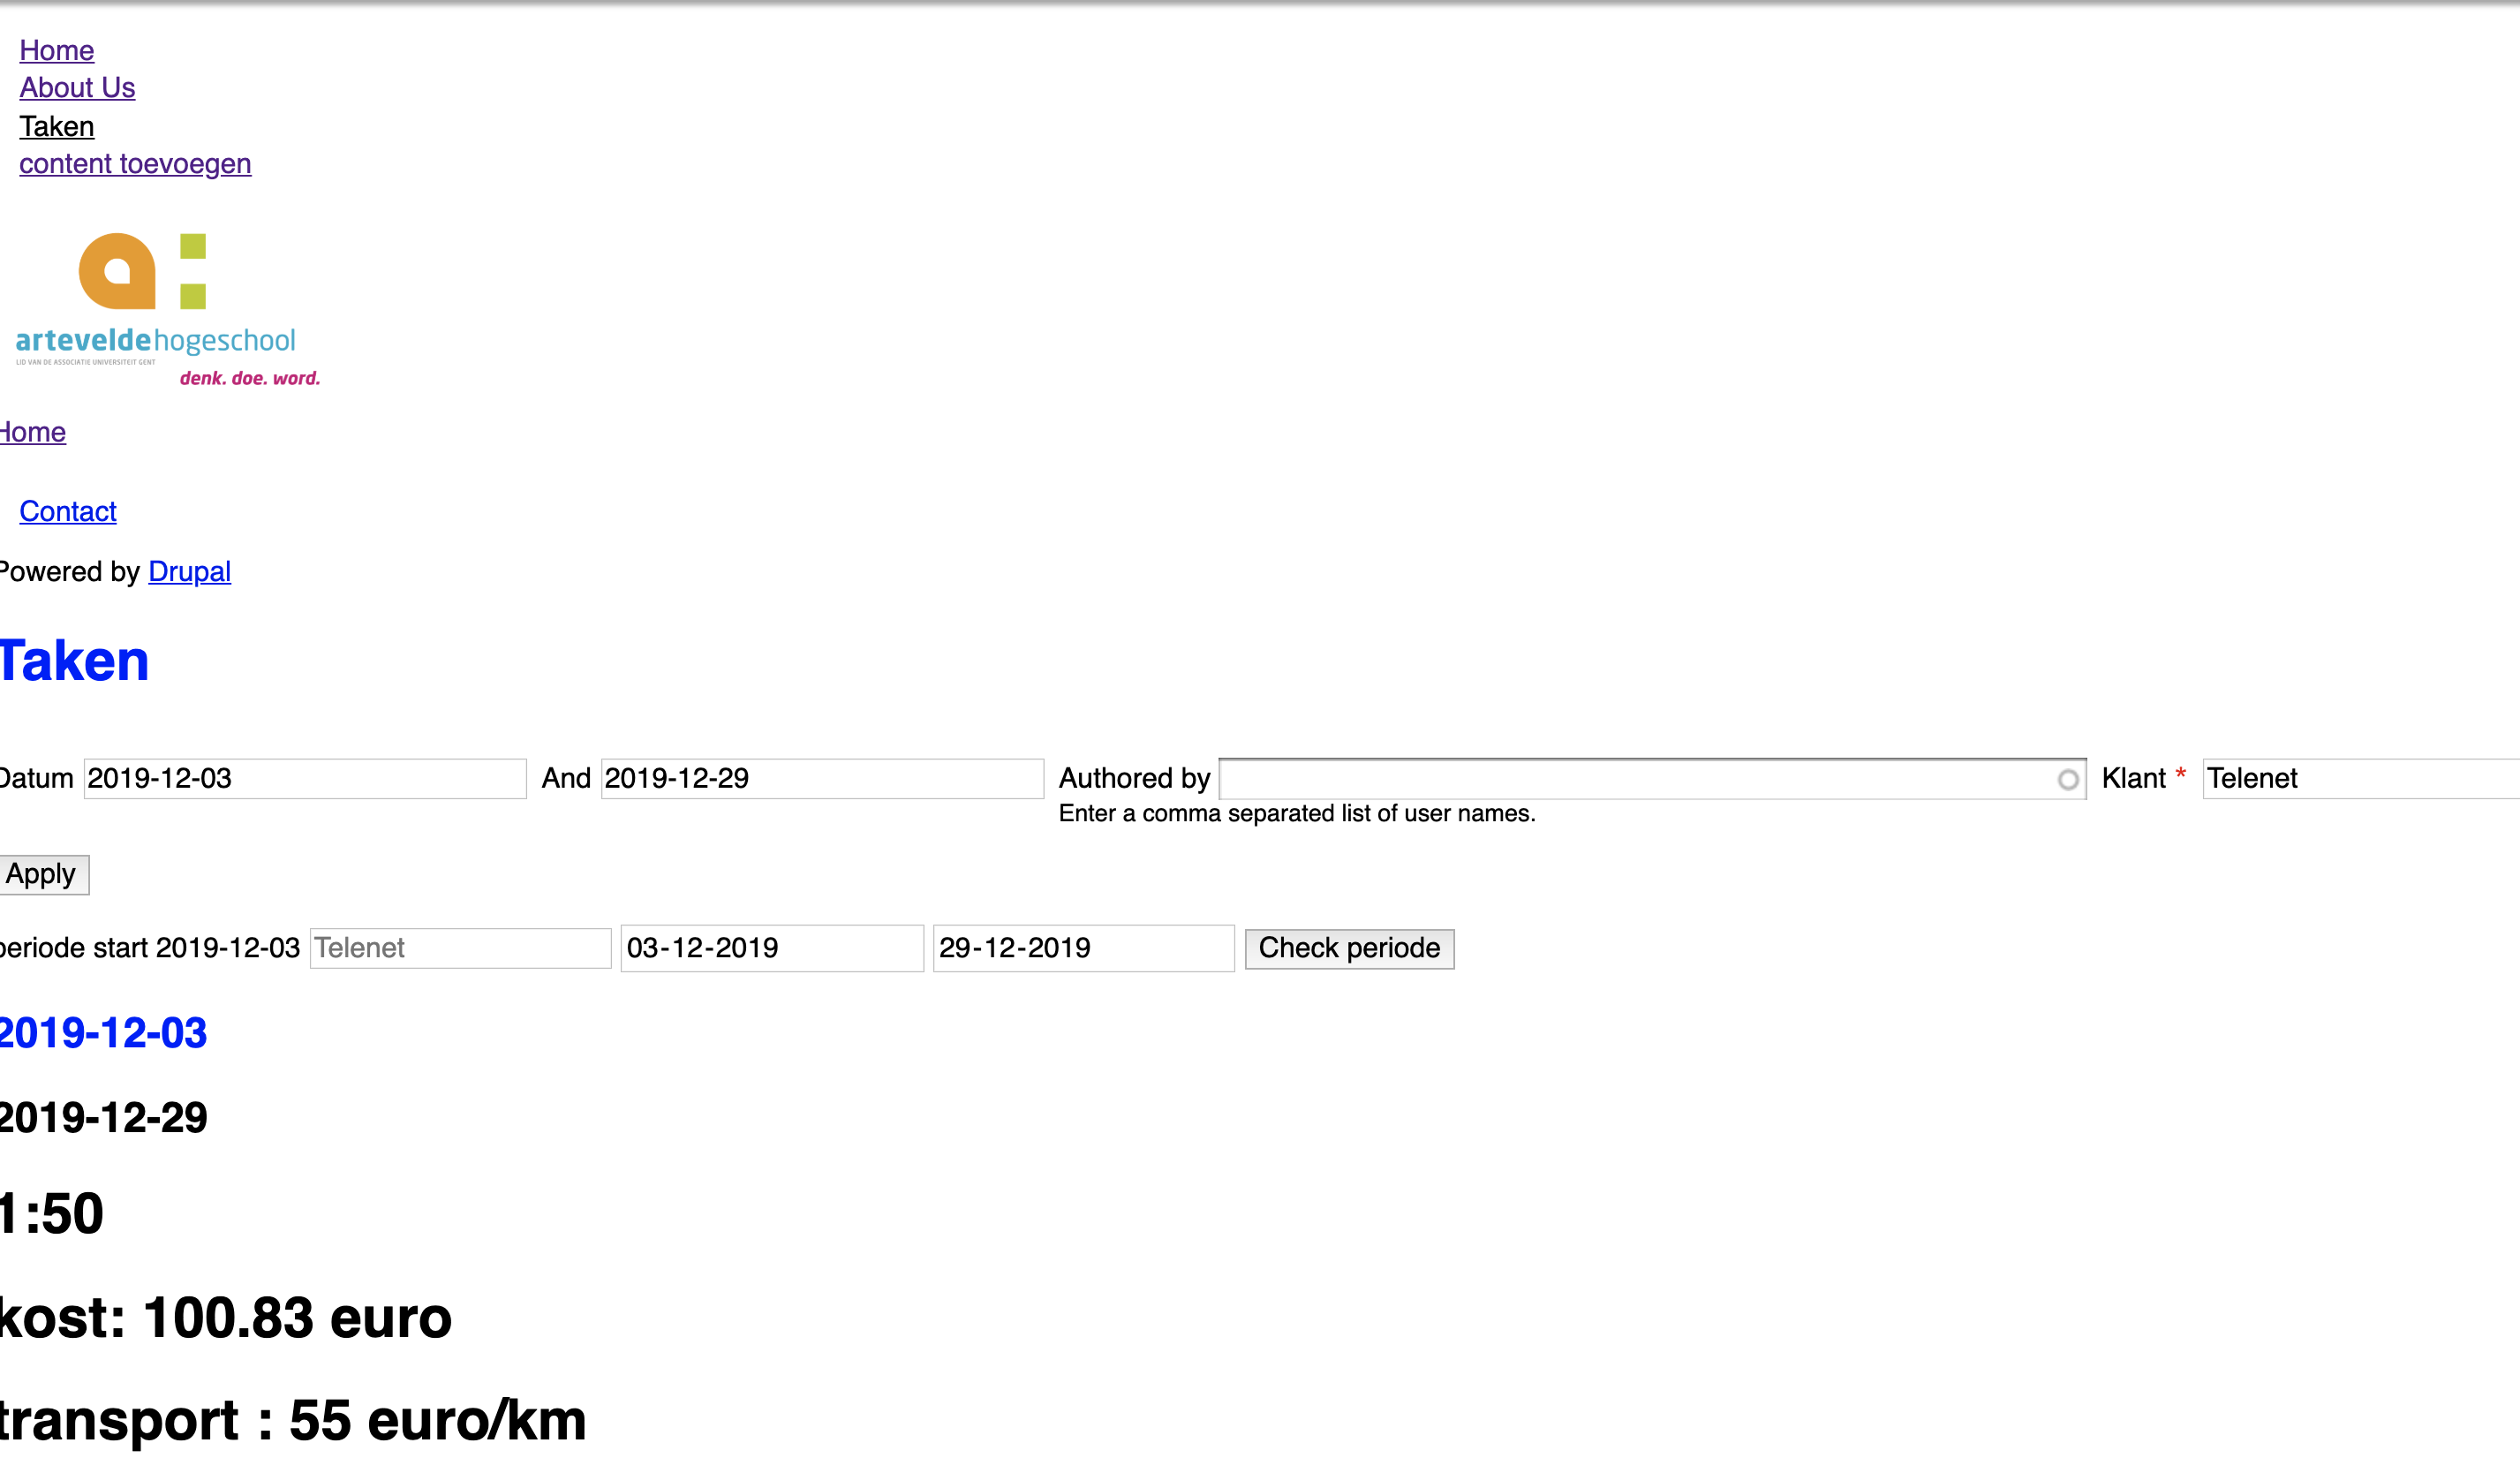 Home
About Us
Taken
content toevoegen
arteveldehogeschool
LID VAN DE ASSOCIATIE UNIVERSITEIT GENT
denk. doe. word.
Home
Contact
Powered by Drupal
Taken
Datum 2019-12-03 And 2019-12-29 Authored by Klant * Telenet
Enter a comma separated list of user names.
Apply
periode start 2019-12-03 Telenet 03-12-2019 29-12-2019 Check periode
2019-12-03
2019-12-29
1:50
kost: 100.83 euro
transport : 55 euro/km